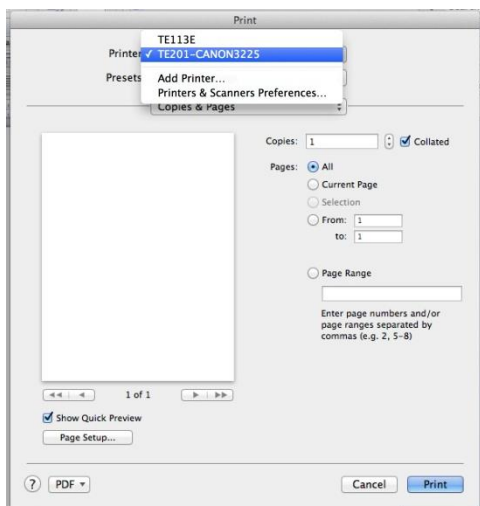 Print
TE113E
Printer ✓ TE201-CANON3225
Presets
Add Printer...
Printers & Scanners Preferences...
Copies & Pages
Copies: 1 Collated
Pages: All
Current Page
Selection
From: 1
to: 1
Page Range
Enter page numbers and/or
page ranges separated by
commas (e.g. 2, 5-8)
1 of 1
Show Quick Preview
Page Setup...
? PDF Cancel Print